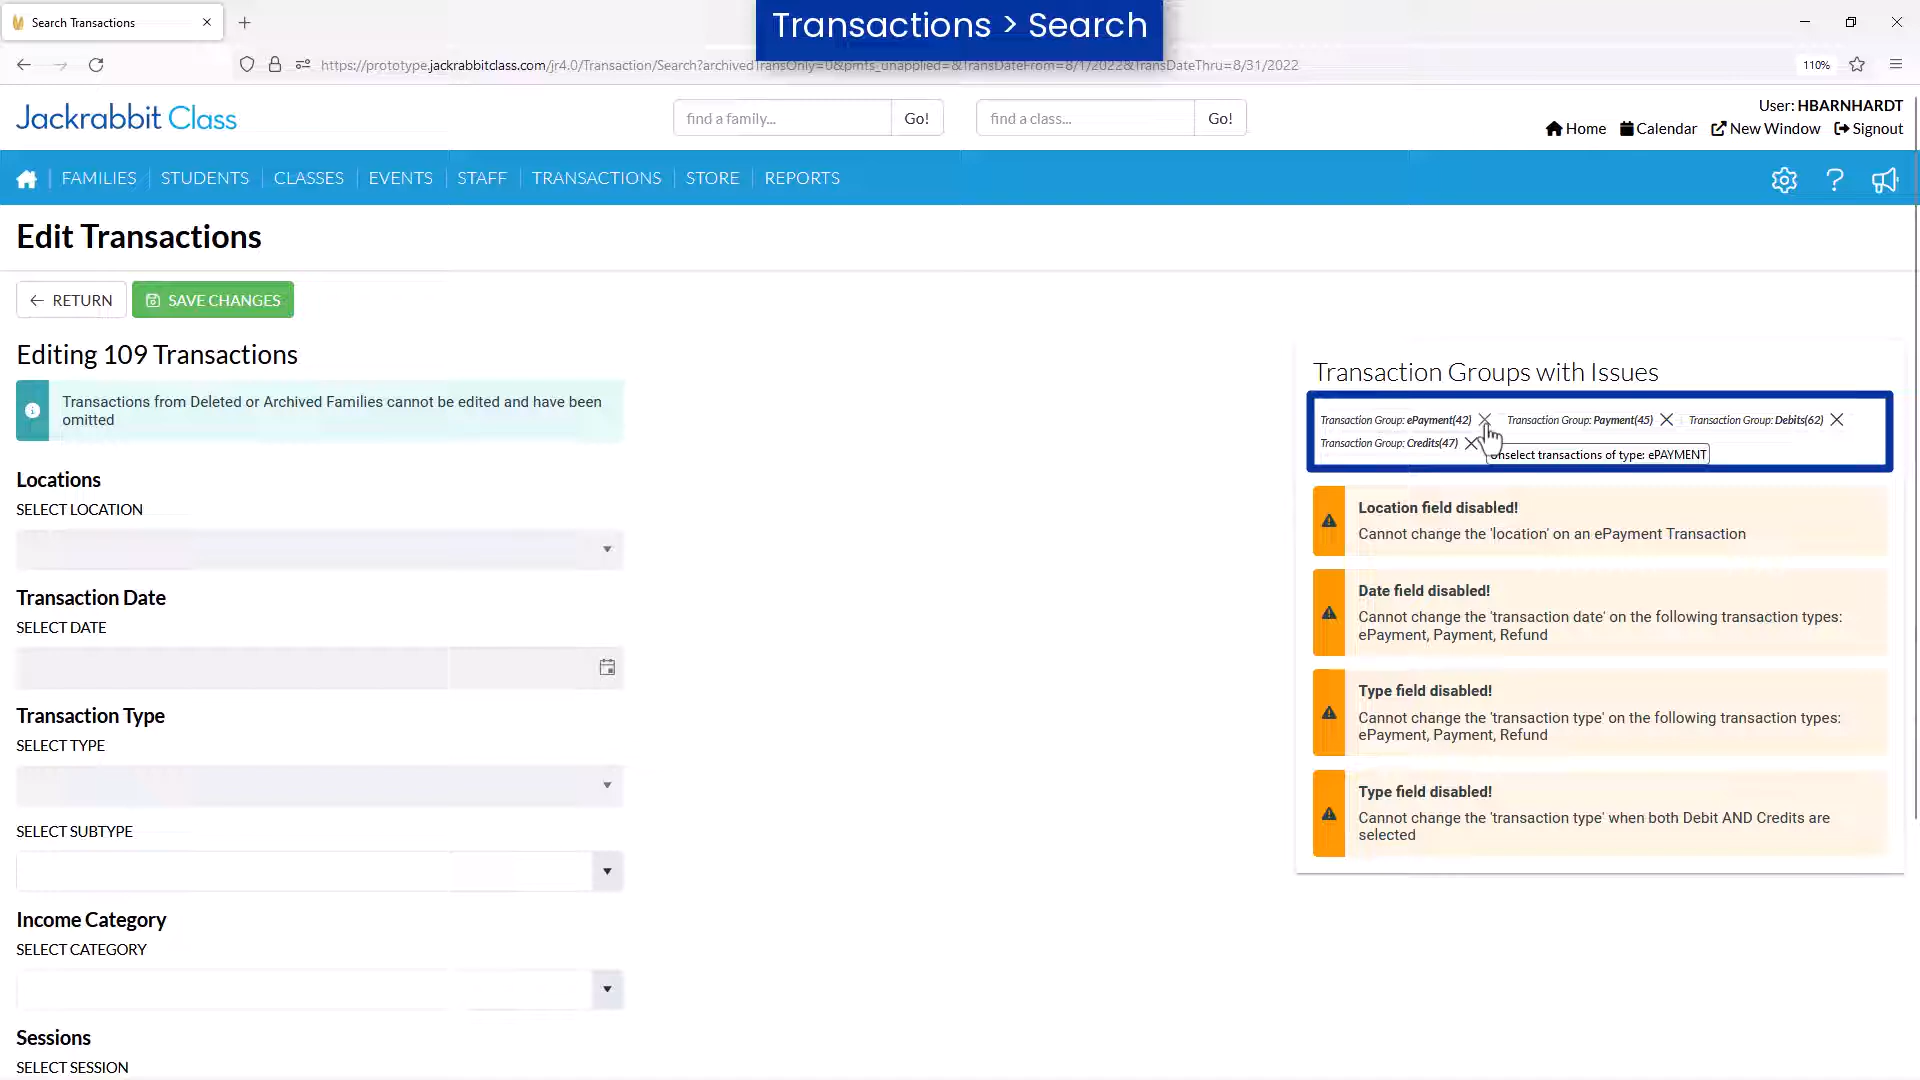 Search Transactions
Transactions > Search
https://prototype.jackrabbitclass.com/jr4.0/Transaction/Search?archivedTransOnly=0&pmts_unapplied=&TransDateFrom=8/1/2022&TransDateThru=8/31/2022
110%
Jackrabbit Class
find a family...
Go!
find a class...
Go!
User: HBARNHARDT
Home
Calendar
New Window
Signout
FAMILIES
STUDENTS
CLASSES
EVENTS
STAFF
TRANSACTIONS
STORE
REPORTS
Edit Transactions
RETURN
SAVE CHANGES
Editing 109 Transactions
Transactions from Deleted or Archived Families cannot be edited and have been
omitted
Locations
SELECT LOCATION
Transaction Date
SELECT DATE
Transaction Type
SELECT TYPE
SELECT SUBTYPE
Income Category
SELECT CATEGORY
Sessions
SELECT SESSION
Transaction Groups with Issues
Transaction Group: ePayment(42)
Transaction Group: Payment(45)
Transaction Group: Debits(62)
Transaction Group: Credits(47)
Unselect transactions of type: ePAYMENT
Location field disabled!
Cannot change the 'location' on an ePayment Transaction
Date field disabled!
Cannot change the 'transaction date' on the following transaction types:
ePayment, Payment, Refund
Type field disabled!
Cannot change the 'transaction type' on the following transaction types:
ePayment, Payment, Refund
Type field disabled!
Cannot change the 'transaction type' when both Debit AND Credits are
selected